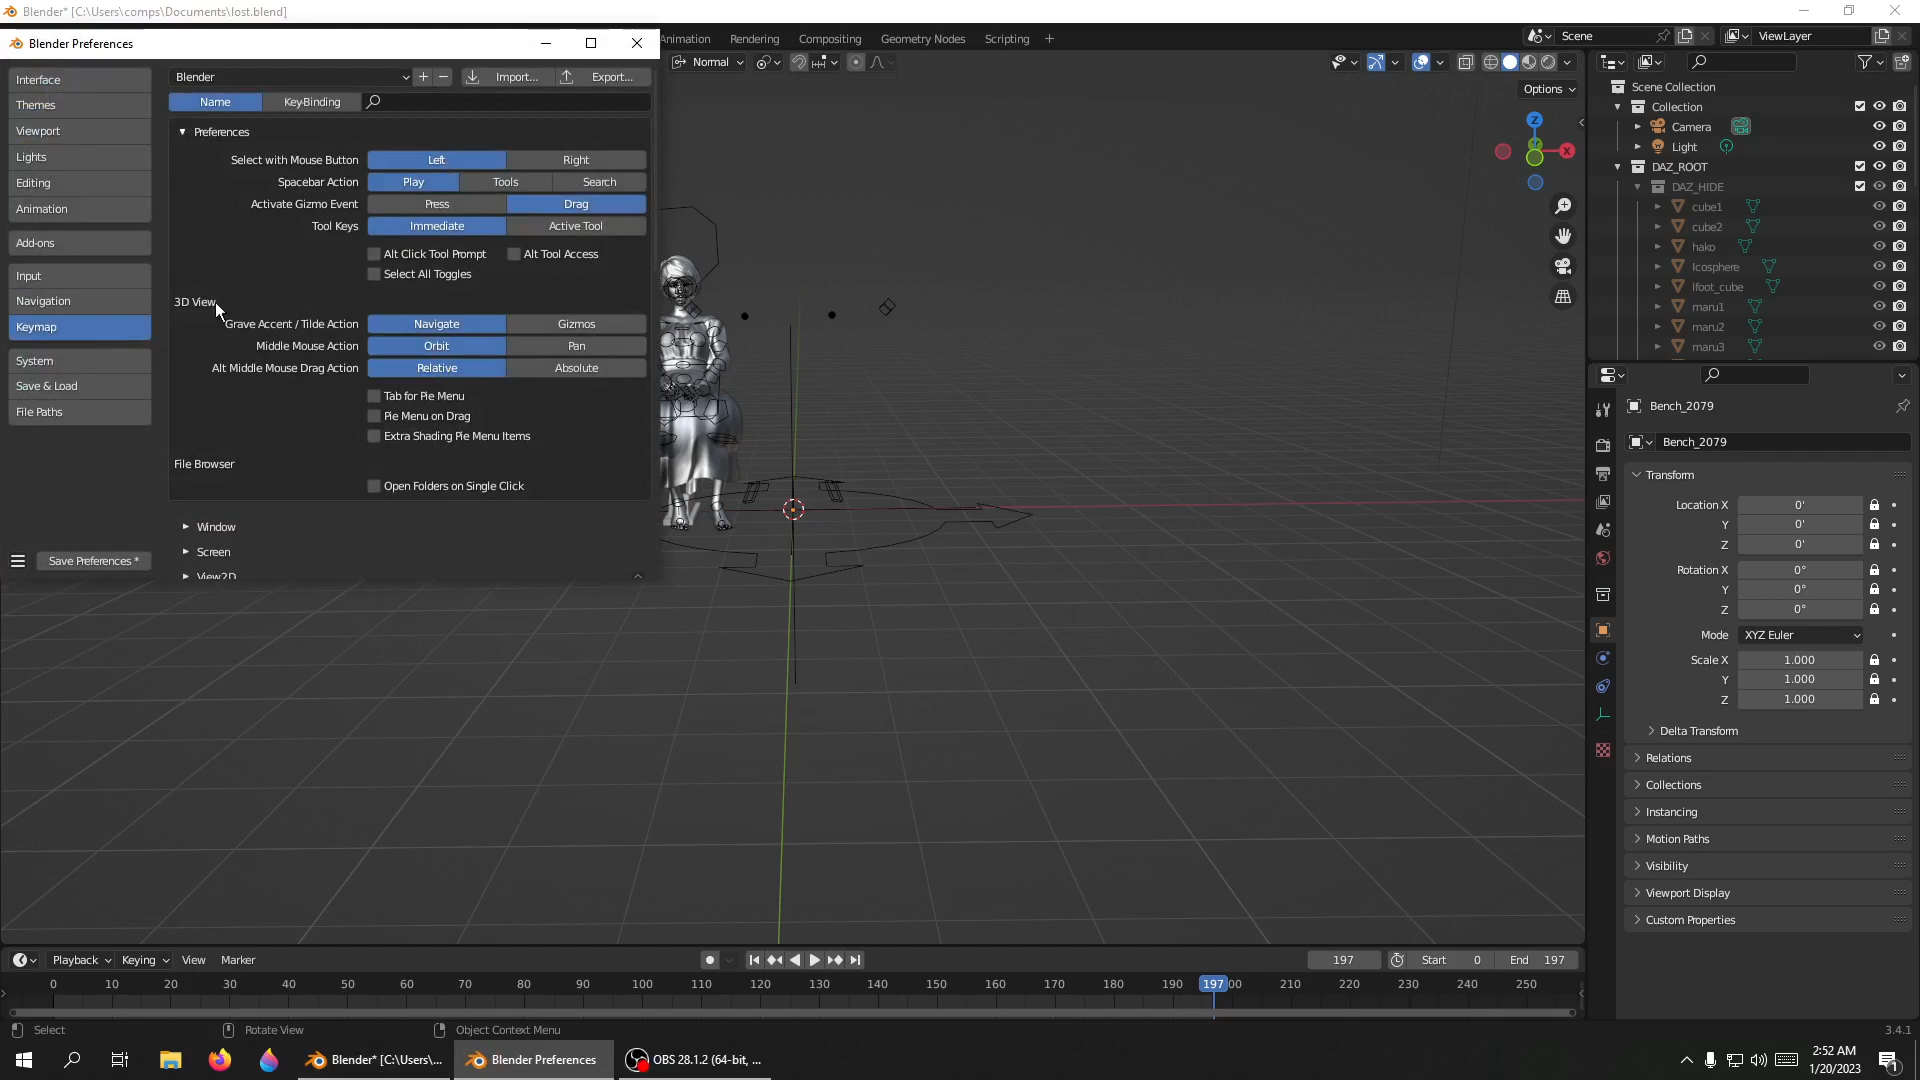 Blender* [C:\Users\comps\Documents\lost.blend]
Blender Preferences
Animation Rendering Compositing Geometry Nodes Scripting
Scene
ViewLayer
Normal
Options
Interface
Themes
Viewport
Lights
Editing
Animation
Add-ons
Input
Navigation
Keymap
System
Save & Load
File Paths
Save Preferences *
Blender
Import...
Export...
Name
Key-Binding
Preferences
Select with Mouse Button Left Right
Spacebar Action Play Tools Search
Activate Gizmo Event Press Drag
Tool Keys Immediate Active Tool
Alt Click Tool Prompt Alt Tool Access
Select All Toggles
3D View
Grave Accent / Tilde Action Navigate Gizmos
Middle Mouse Action Orbit Pan
Alt Middle Mouse Drag Action Relative Absolute
Tab for Pie Menu
Pie Menu on Drag
Extra Shading Pie Menu Items
File Browser
Open Folders on Single Click
Window
Screen
View2D
Z
X
Scene Collection
Collection
Camera
Light
DAZ_ROOT
DAZ_HIDE
cube1
cube2
hako
Icosphere
lfoot_cube
maru1
maru2
maru3
Bench_2079
Bench_2079
Transform
Location X 0'
Y 0'
Z 0'
Rotation X 0°
Y 0°
Z 0°
Mode XYZ Euler
Scale X 1.000
Y 1.000
Z 1.000
Delta Transform
Relations
Collections
Instancing
Motion Paths
Visibility
Viewport Display
Custom Properties
Playback Keying View Marker
197 Start 0 End 197
0 10 20 30 40 50 60 70 80 90 100 110 120 130 140 150 160 170 180 190 197 00 210 220 230 240 250
Select Rotate View Object Context Menu
3.4.1
Blender* [C:\Users\...
Blender Preferences
OBS 28.1.2 (64-bit, ...
2:52 AM
1/20/2023
1